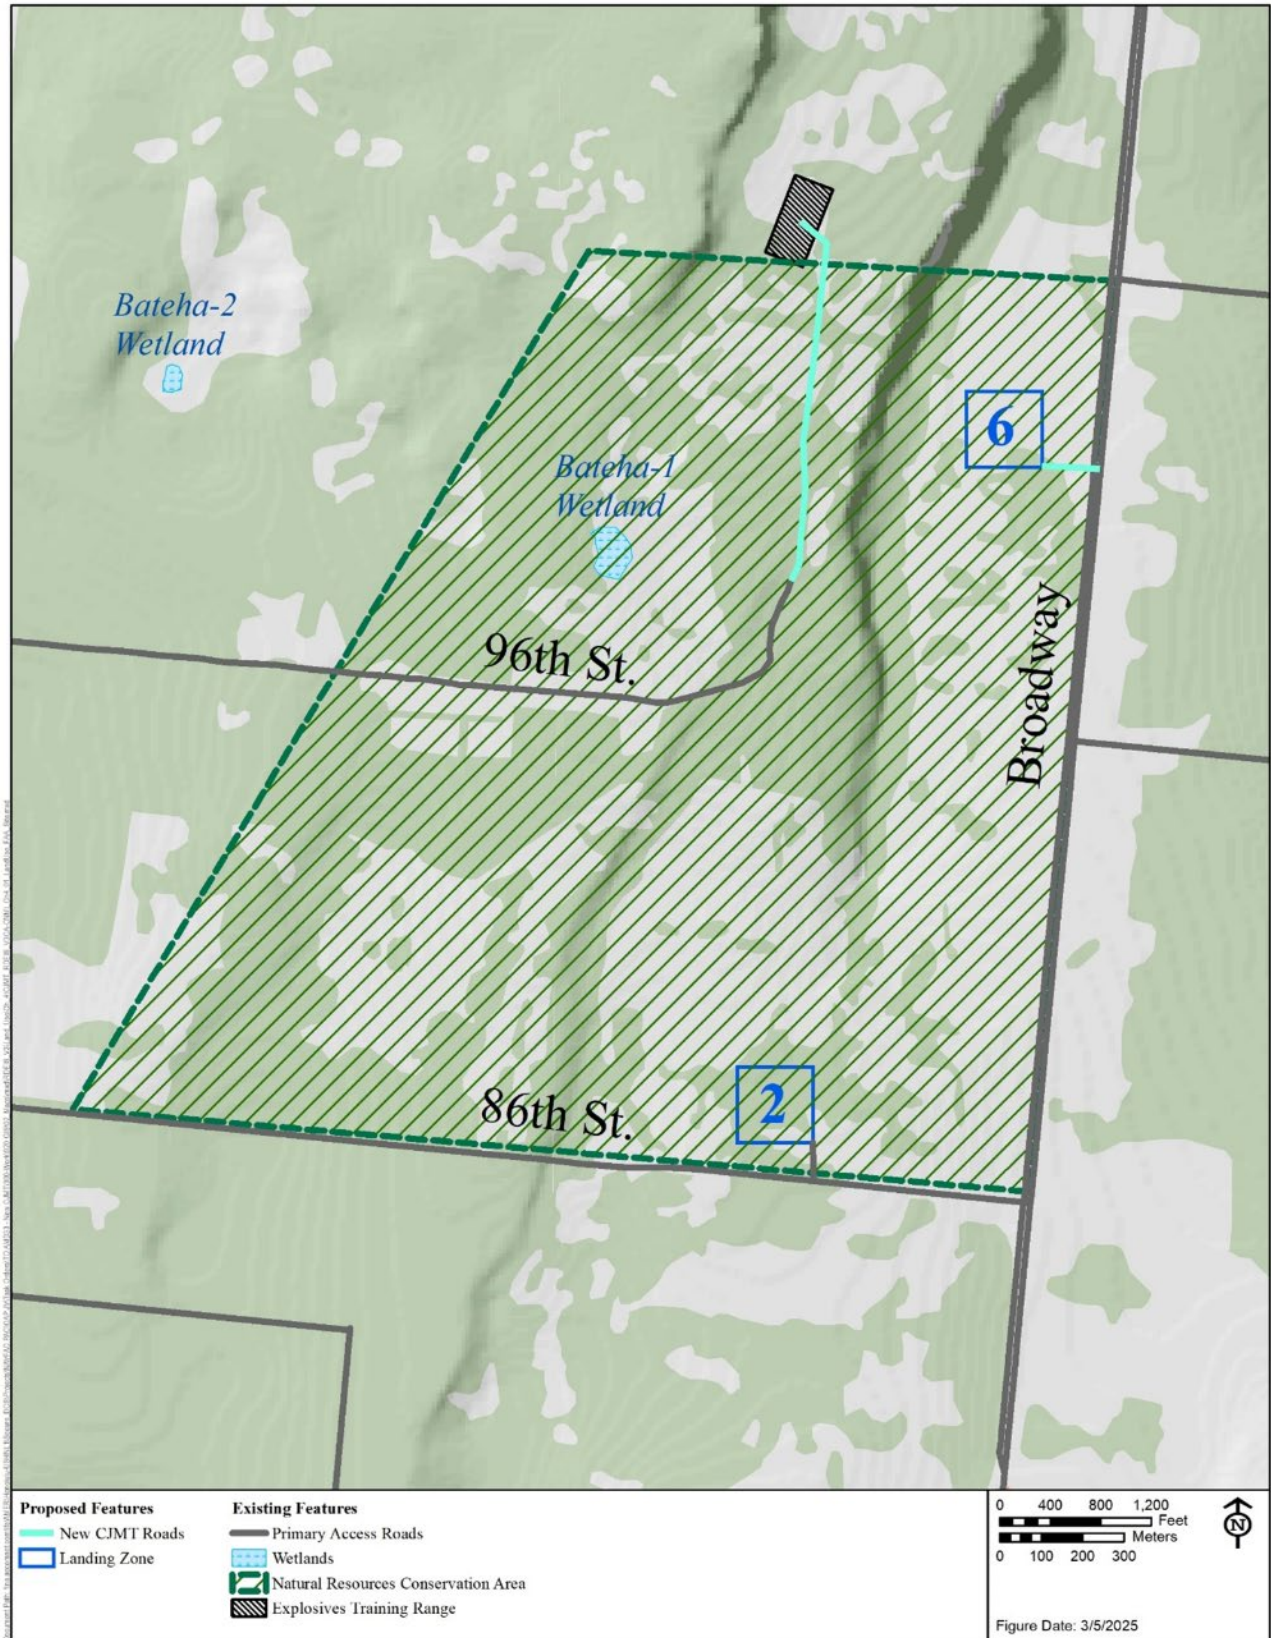 Bateha-2
Wetland
6
Bateha-1
Wetland
96th St.
Broadway
86th St.
2
Proposed Features
New CJMT Roads
Landing Zone
Existing Features
Primary Access Roads
Wetlands
Natural Resources Conservation Area
Explosives Training Range
0 400 800 1,200
Feet
Meters
0 100 200 300
N
Figure Date: 3/5/2025